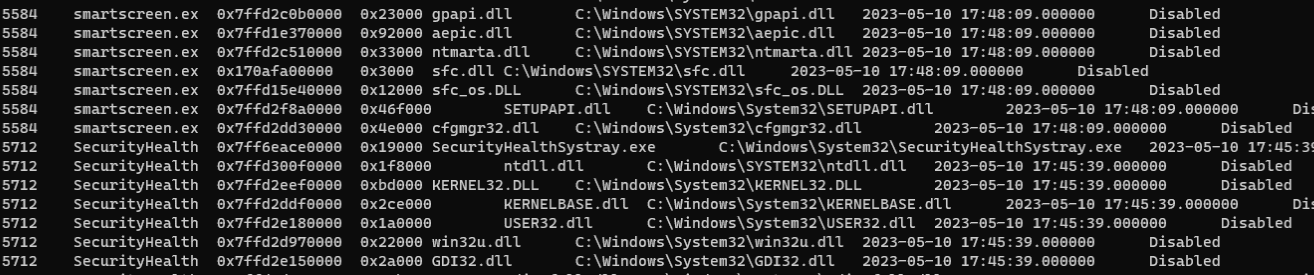 5584 smartscreen.ex 0x7ffd2c0b0000 0x23000 gpapi.dll C:\Windows\SYSTEM32\gpapi.dll 2023-05-10 17:48:09.000000 Disabled
5584 smartscreen.ex 0x7ffd1e370000 0x92000 aepic.dll C:\Windows\SYSTEM32\aepic.dll 2023-05-10 17:48:09.000000 Disabled
5584 smartscreen.ex 0x7ffd2c510000 0x33000 ntmarta.dll C:\Windows\SYSTEM32\ntmarta.dll 2023-05-10 17:48:09.000000 Disabled
5584 smartscreen.ex 0x170afa00000 0x3000 sfc.dll C:\Windows\SYSTEM32\sfc.dll 2023-05-10 17:48:09.000000 Disabled
5584 smartscreen.ex 0x7ffd15e40000 0x12000 sfc_os.DLL C:\Windows\SYSTEM32\sfc_os.DLL 2023-05-10 17:48:09.000000 Disabled
5584 smartscreen.ex 0x7ffd2f8a0000 0x46f000 SETUPAPI.dll C:\Windows\System32\SETUPAPI.dll 2023-05-10 17:48:09.000000 Dis
5584 smartscreen.ex 0x7ffd2dd30000 0x4e000 cfgmgr32.dll C:\Windows\System32\cfgmgr32.dll 2023-05-10 17:48:09.000000 Disabled
5712 SecurityHealth 0x7ff6eace0000 0x19000 SecurityHealthSystray.exe C:\Windows\System32\SecurityHealthSystray.exe 2023-05-10 17:45:39
5712 SecurityHealth 0x7ffd300f0000 0x1f8000 ntdll.dll C:\Windows\SYSTEM32\ntdll.dll 2023-05-10 17:45:39.000000 Disabled
5712 SecurityHealth 0x7ffd2eef0000 0xbd000 KERNEL32.DLL C:\Windows\System32\KERNEL32.DLL 2023-05-10 17:45:39.000000 Disabled
5712 SecurityHealth 0x7ffd2ddf0000 0x2ce000 KERNELBASE.dll C:\Windows\System32\KERNELBASE.dll 2023-05-10 17:45:39.000000 Dis
5712 SecurityHealth 0x7ffd2e180000 0x1a0000 USER32.dll C:\Windows\System32\USER32.dll 2023-05-10 17:45:39.000000 Disabled
5712 SecurityHealth 0x7ffd2d970000 0x22000 win32u.dll C:\Windows\System32\win32u.dll 2023-05-10 17:45:39.000000 Disabled
5712 SecurityHealth 0x7ffd2e150000 0x2a000 GDI32.dll C:\Windows\System32\GDI32.dll 2023-05-10 17:45:39.000000 Disabled